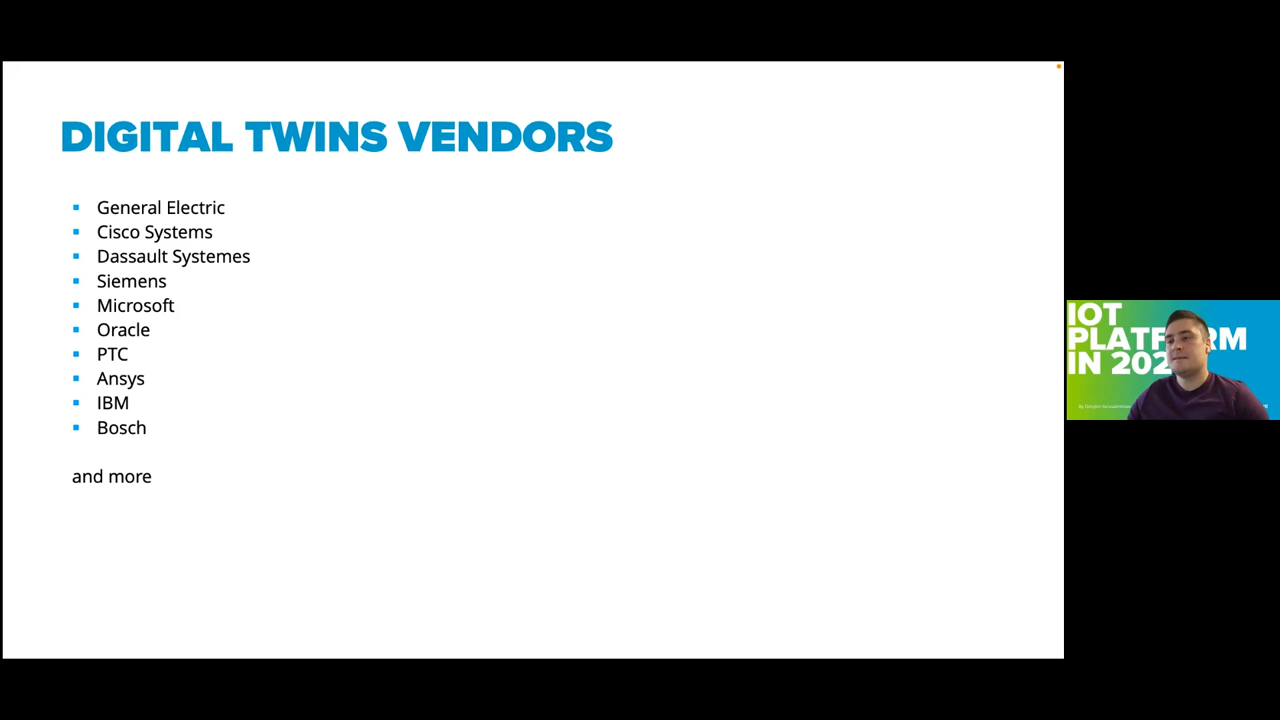 DIGITAL TWINS VENDORS
General Electric
Cisco Systems
Dassault Systemes
Siemens
Microsoft
Oracle
PTC
Ansys
IBM
Bosch
and more
IOT
IN 202